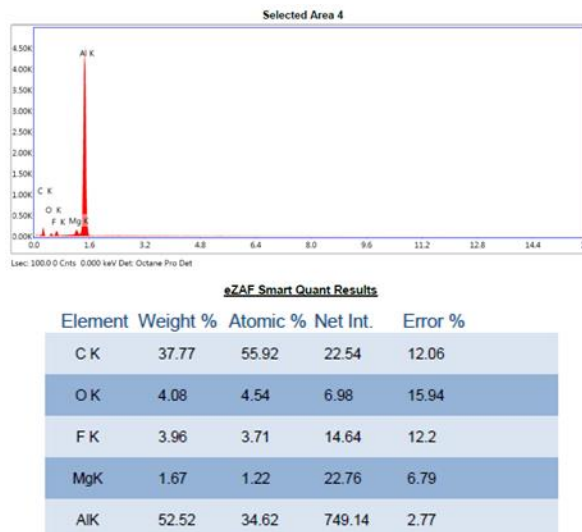 Selected Area 4
4.50K
Al K
4.00K
3.50K
3.00K
2.50K
2.00K
1.50K
1.00K
C K
0.50K
O K
F K
Mg K
0.00K
0.0 1.6 3.2 4.8 6.4 8.0 9.6 11.2 12.8 14.4
Lsec: 100.0 0 Cnts 0.000 keV Det: Octane Pro Det
eZAF Smart Quant Results
Element Weight % Atomic % Net Int. Error %
C K 37.77 55.92 22.54 12.06
O K 4.08 4.54 6.98 15.94
F K 3.96 3.71 14.64 12.2
MgK 1.67 1.22 22.76 6.79
AlK 52.52 34.62 749.14 2.77